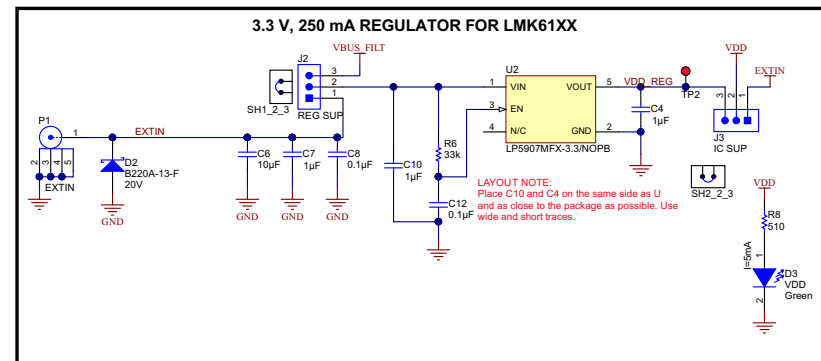 3.3 V, 250 mA REGULATOR FOR LMK61XX
VBUS_FILT
J2
3
2
1
SH1_2_3
REG SUP
P1
1
EXTIN
2
3
4
5
EXTIN
GND
D2
B220A-13-F
20V
GND
C6
10µF
GND
C7
1µF
GND
C8
0.1µF
GND
C10
1µF
R6
33k
C12
0.1µF
U2
1
VIN
VOUT
5
3
EN
4
N/C
GND
2
LP5907MFX-3.3/NOPB
VDD_REG
TP2
C4
1µF
VDD
EXTIN
3
2
1
J3
IC SUP
SH2_2_3
LAYOUT NOTE:
Place C10 and C4 on the same side as U
and as close to the package as possible. Use
wide and short traces.
VDD
R8
510
I=5mA
1
D3
VDD
Green
2